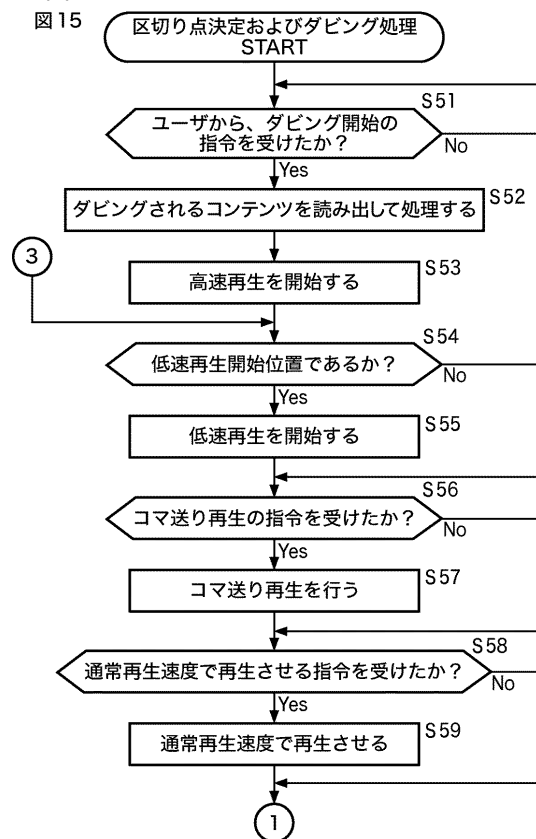 図15
区切り点決定およびダビング処理
START
S51
ユーザから、ダビング開始の
指令を受けたか？
No
Yes
S52
ダビングされるコンテンツを読み出して処理する
3
S53
高速再生を開始する
S54
低速再生開始位置であるか？
No
Yes
S55
低速再生を開始する
S56
コマ送り再生の指令を受けたか？
No
Yes
S57
コマ送り再生を行う
S58
通常再生速度で再生させる指令を受けたか？
No
Yes
S59
通常再生速度で再生させる
1